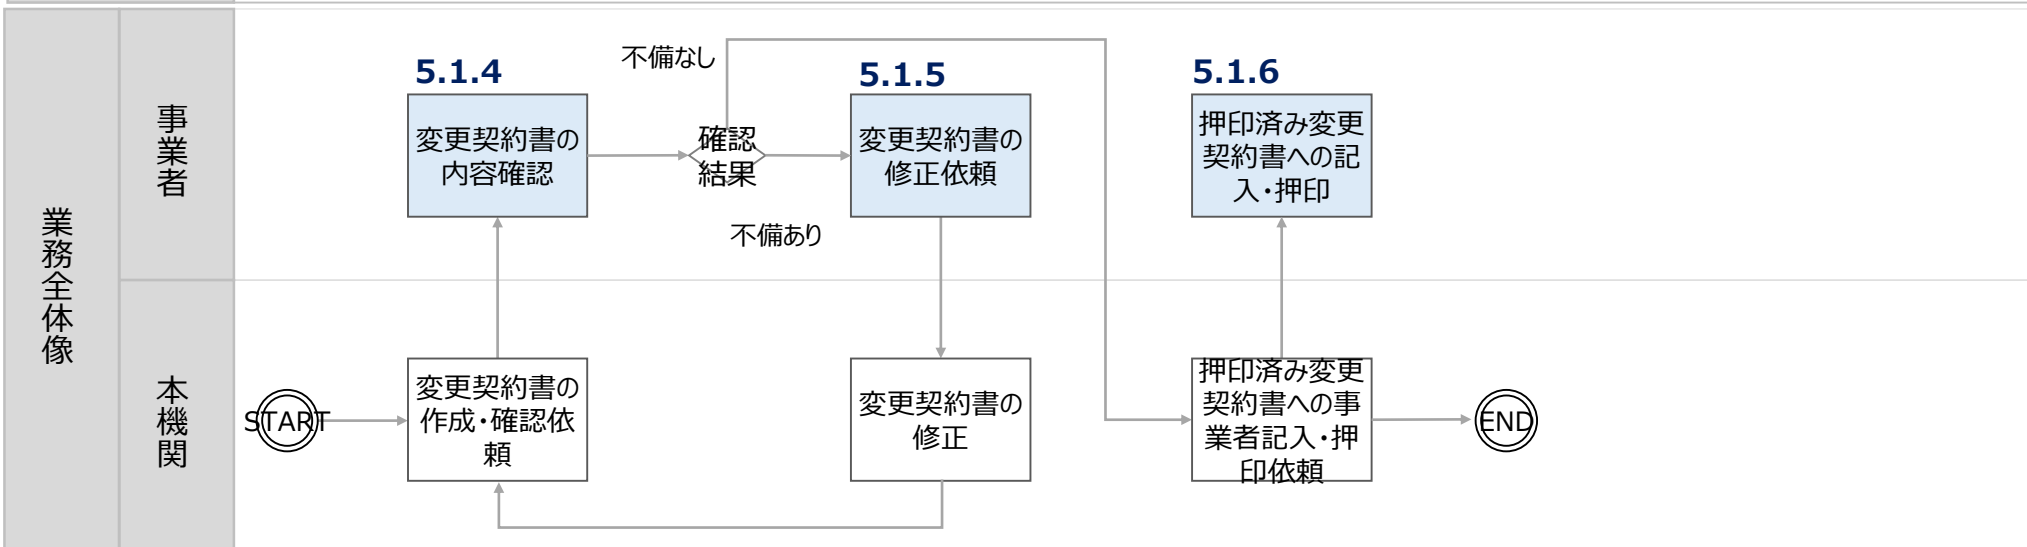 業務全体像
事業者
5.1.4
変更契約書の
内容確認
不備なし
確認
結果
不備あり
5.1.5
変更契約書の
修正依頼
5.1.6
押印済み変更
契約書への記
入・押印
本機関
START
変更契約書の
作成・確認依
頼
変更契約書の
修正
押印済み変更
契約書への事
業者記入・押
印依頼
END